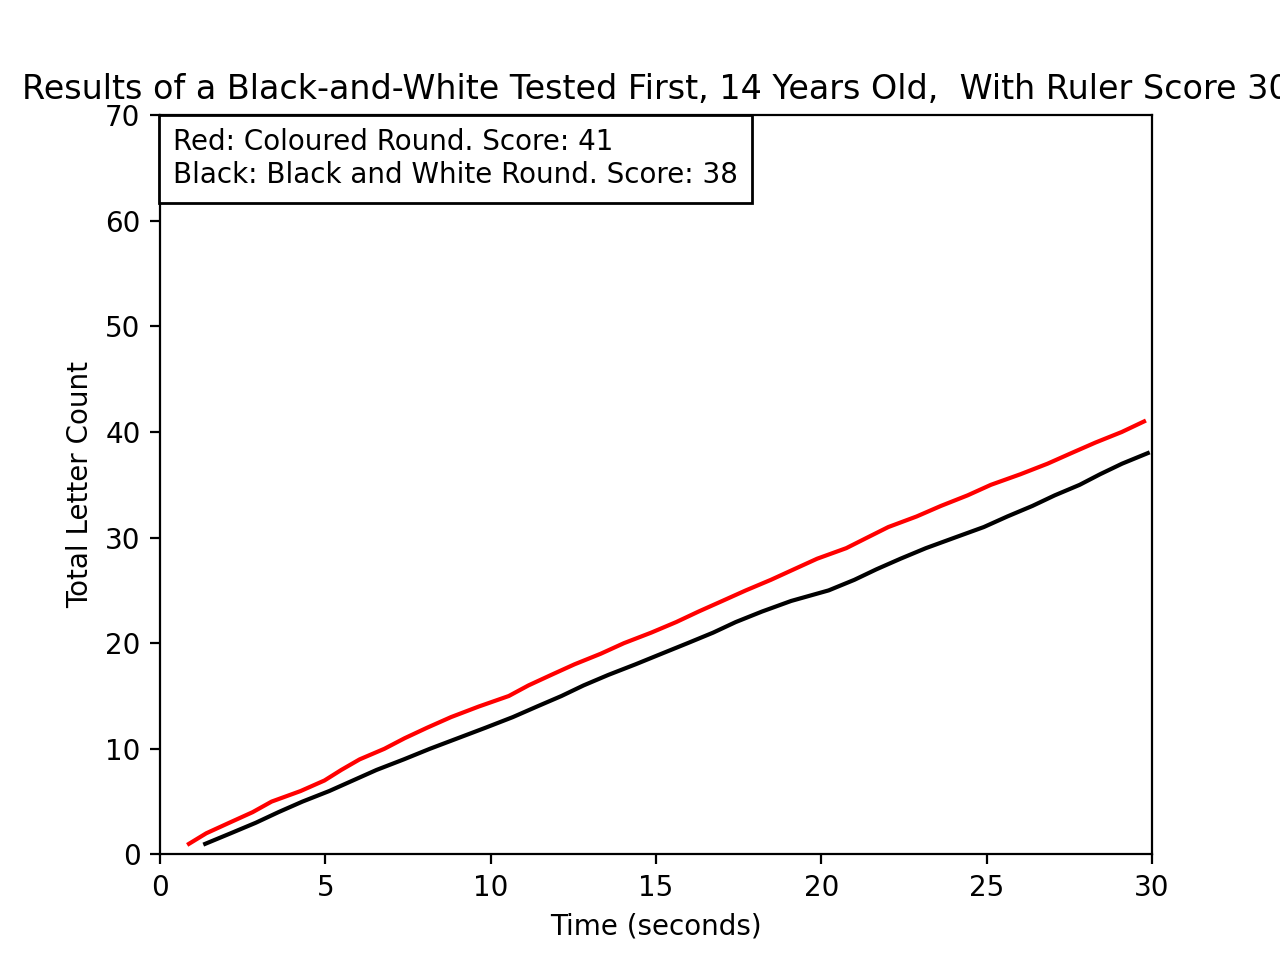 Results of a Black-and-White Tested First, 14 Years Old,  With Ruler Score 30
70
Red: Coloured Round. Score: 41
Black: Black and White Round. Score: 38
60
50
40
30
20
10
0
Total Letter Count
0 5 10 15 20 25 30
Time (seconds)